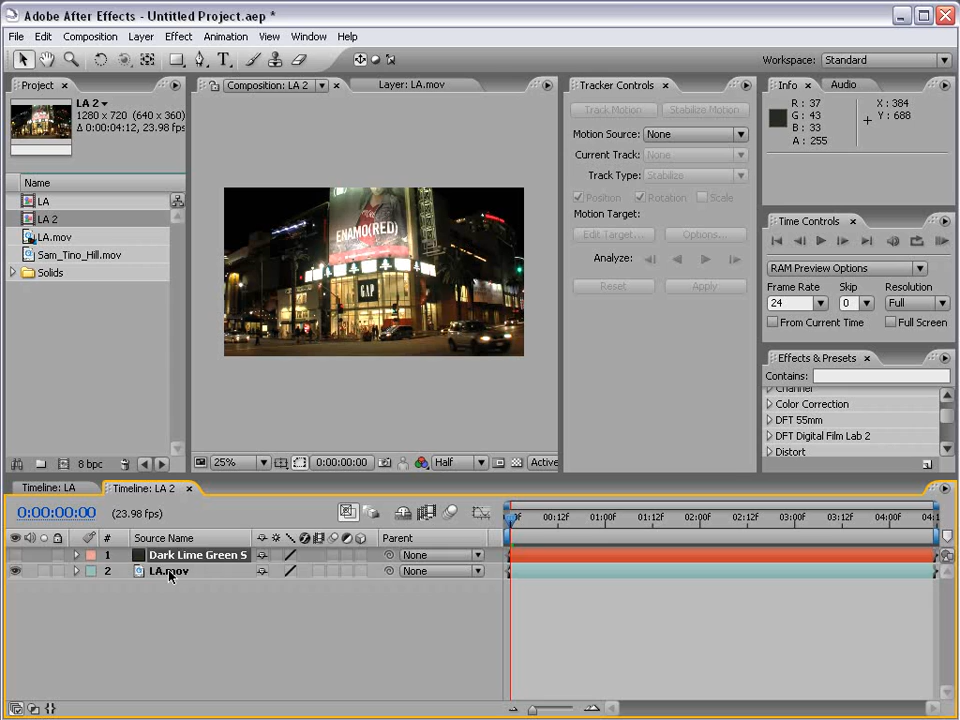 Adobe After Effects - Untitled Project.aep *
File Edit Composition Layer Effect Animation View Window Help
Workspace: Standard
Project
LA 2
1280 x 720 (640 x 360)
Δ 0:00:04:12, 23.98 fps
Name
LA
LA 2
LA.mov
Sam_Tino_Hill.mov
Solids
8 bpc
Composition: LA 2
Layer: LA.mov
ENAMO(RED)
GAP
25%
0:00:00:00
Half
Active
Tracker Controls
Track Motion Stabilize Motion
Motion Source: None
Current Track: None
Track Type: Stabilize
Position Rotation Scale
Motion Target:
Edit Target... Options...
Analyze:
Reset Apply
Info Audio
R: 37 X: 384
G: 43 Y: 688
B: 33
A: 255
Time Controls
RAM Preview Options
Frame Rate Skip Resolution
24 0 Full
From Current Time Full Screen
Effects & Presets
Contains:
Channel
Color Correction
DFT 55mm
DFT Digital Film Lab 2
Distort
Timeline: LA Timeline: LA 2
0:00:00:00 (23.98 fps)
00:12f 01:00f 01:12f 02:00f 02:12f 03:00f 03:12f 04:00f 04:1
# Source Name Parent
1 Dark Lime Green S None
2 LA.mov None